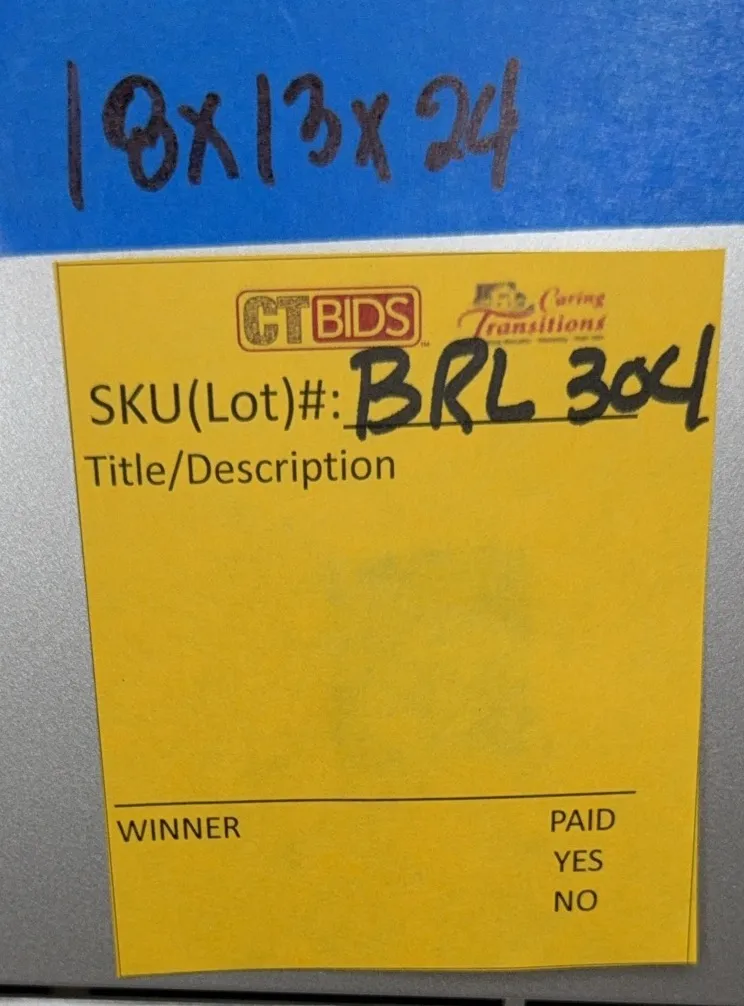 18x13x24
CTBIDS
Caring
Transitions
SKU(Lot)#: BRL 304
Title/Description
WINNER PAID
YES
NO